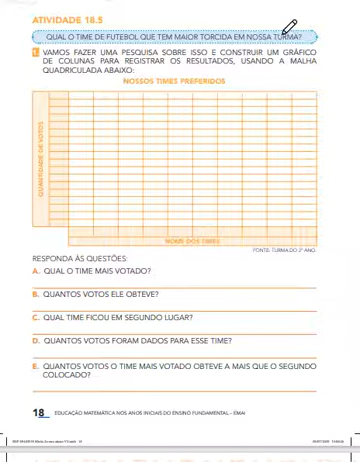 ATIVIDADE 18.5
QUAL O TIME DE FUTEBOL QUE TEM MAIOR TORCIDA EM NOSSA TURMA?
1. VAMOS FAZER UMA PESQUISA SOBRE ISSO E CONSTRUIR UM GRÁFICO
DE COLUNAS PARA REGISTRAR OS RESULTADOS, USANDO A MALHA
QUADRICULADA ABAIXO:
NOSSOS TIMES PREFERIDOS
QUANTIDADE DE VOTOS
NOME DOS TIMES
FONTE: TURMA DO 2º ANO.
RESPONDA ÀS QUESTÕES:
A. QUAL O TIME MAIS VOTADO?
B. QUANTOS VOTOS ELE OBTEVE?
C. QUAL TIME FICOU EM SEGUNDO LUGAR?
D. QUANTOS VOTOS FORAM DADOS PARA ESSE TIME?
E. QUANTOS VOTOS O TIME MAIS VOTADO OBTEVE A MAIS QUE O SEGUNDO
COLOCADO?
18 EDUCAÇÃO MATEMÁTICA NOS ANOS INICIAIS DO ENSINO FUNDAMENTAL – EMAI